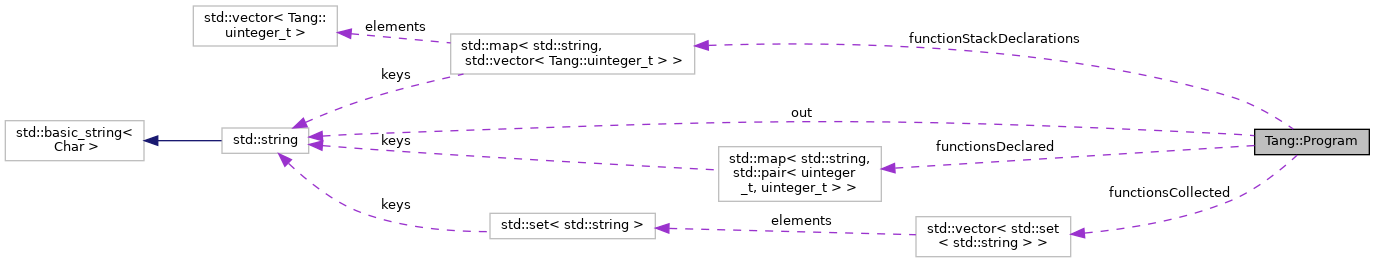 std::vector< Tang::
uinteger_t >
elements
std::map< std::string,
std::vector< Tang::uinteger_t > >
functionStackDeclarations
keys
std::basic_string<
Char >
std::string
out
keys
std::map< std::string,
std::pair< uinteger
_t, uinteger_t > >
functionsDeclared
Tang::Program
keys
std::set< std::string >
elements
std::vector< std::set
< std::string > >
functionsCollected